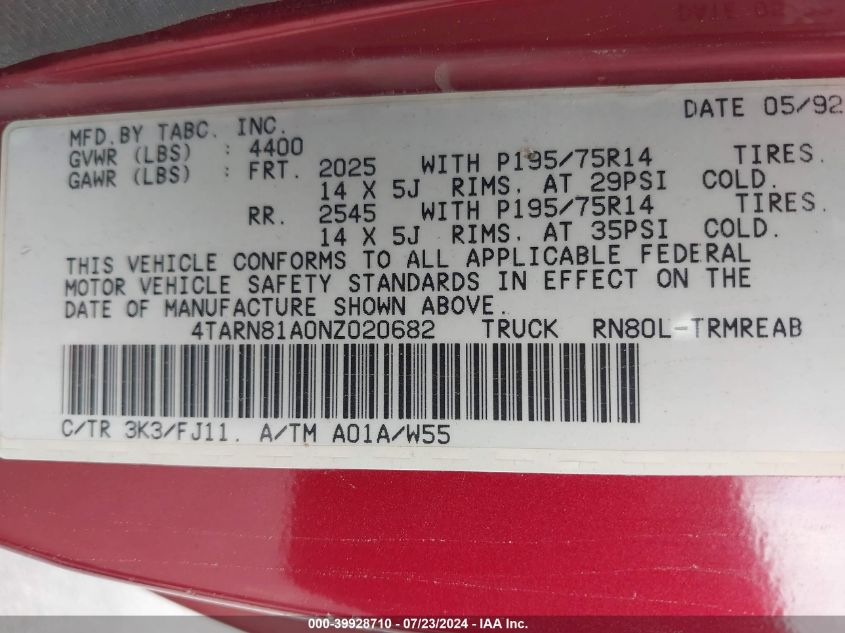 DATE 05/92
MFD.BY TABC. INC.
GVWR (LBS) : 4400
GAWR (LBS) : FRT. 2025 WITH P195/75R14 TIRES.
14 X 5J RIMS. AT 29PSI COLD.
RR. 2545 WITH P195/75R14 TIRES.
14 X 5J RIMS. AT 35PSI COLD.
THIS VEHICLE CONFORMS TO ALL APPLICABLE FEDERAL
MOTOR VEHICLE SAFETY STANDARDS IN EFFECT ON THE
DATE OF MANUFACTURE SHOWN ABOVE.
4TARN81A0NZ020682 TRUCK RN80L-TRMREAB
C/TR 3K3/FJ11. A/TM A01A/W55
000-39928710 / 07/23/2024 - IAA Inc.